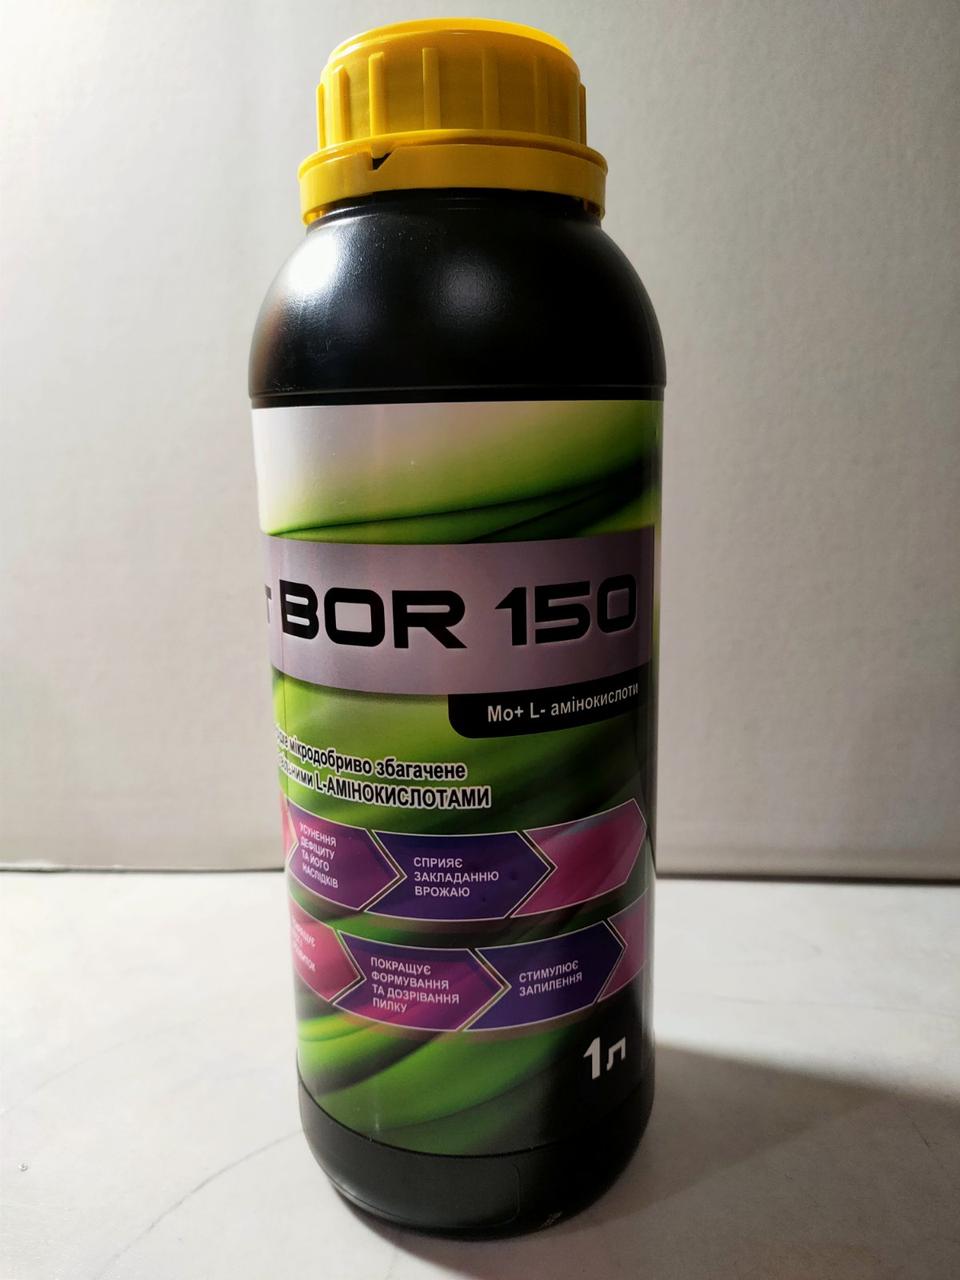 BOR 150
Mo+ L- амінокислоти
мікродобриво збагачене
L-АМІНОКИСЛОТАМИ
УСУНЕННЯ
ДЕФІЦИТУ
ТА ЙОГО
НАСЛІДКІВ
СПРИЯЄ
ЗАКЛАДАННЮ
ВРОЖАЮ
ПОКРАЩУЄ
ФОРМУВАННЯ
ТА ДОЗРІВАННЯ
ПИЛКУ
СТИМУЛЮЄ
ЗАПИЛЕННЯ
1 л